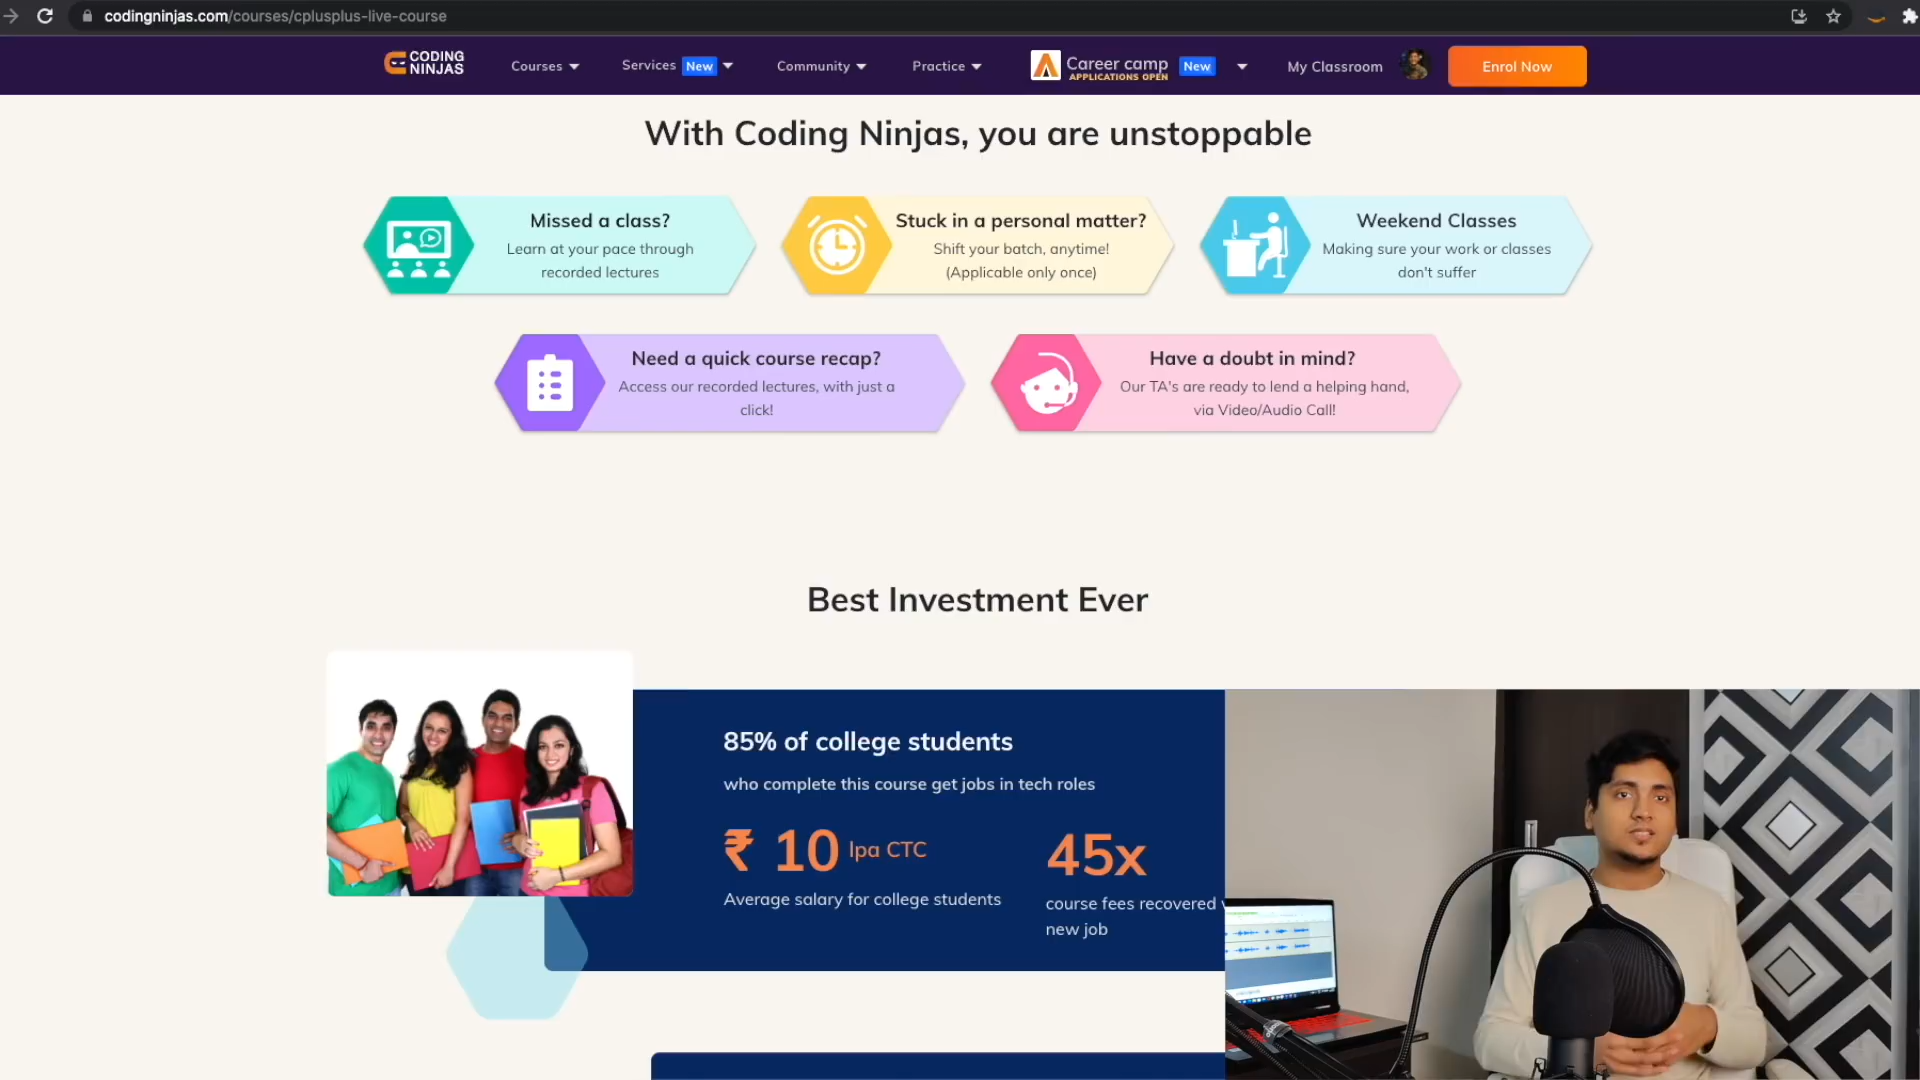 codingninjas.com/courses/cplusplus-live-course
CODING
NINJAS
Courses
Services New
Community
Practice
Career camp New
APPLICATIONS OPEN
My Classroom
Enrol Now
With Coding Ninjas, you are unstoppable
Missed a class?
Learn at your pace through
recorded lectures
Stuck in a personal matter?
Shift your batch, anytime!
(Applicable only once)
Weekend Classes
Making sure your work or classes
don't suffer
Need a quick course recap?
Access our recorded lectures, with just a
click!
Have a doubt in mind?
Our TA's are ready to lend a helping hand,
via Video/Audio Call!
Best Investment Ever
85% of college students
who complete this course get jobs in tech roles
₹ 10 lpa CTC
Average salary for college students
45x
course fees recovered
new job